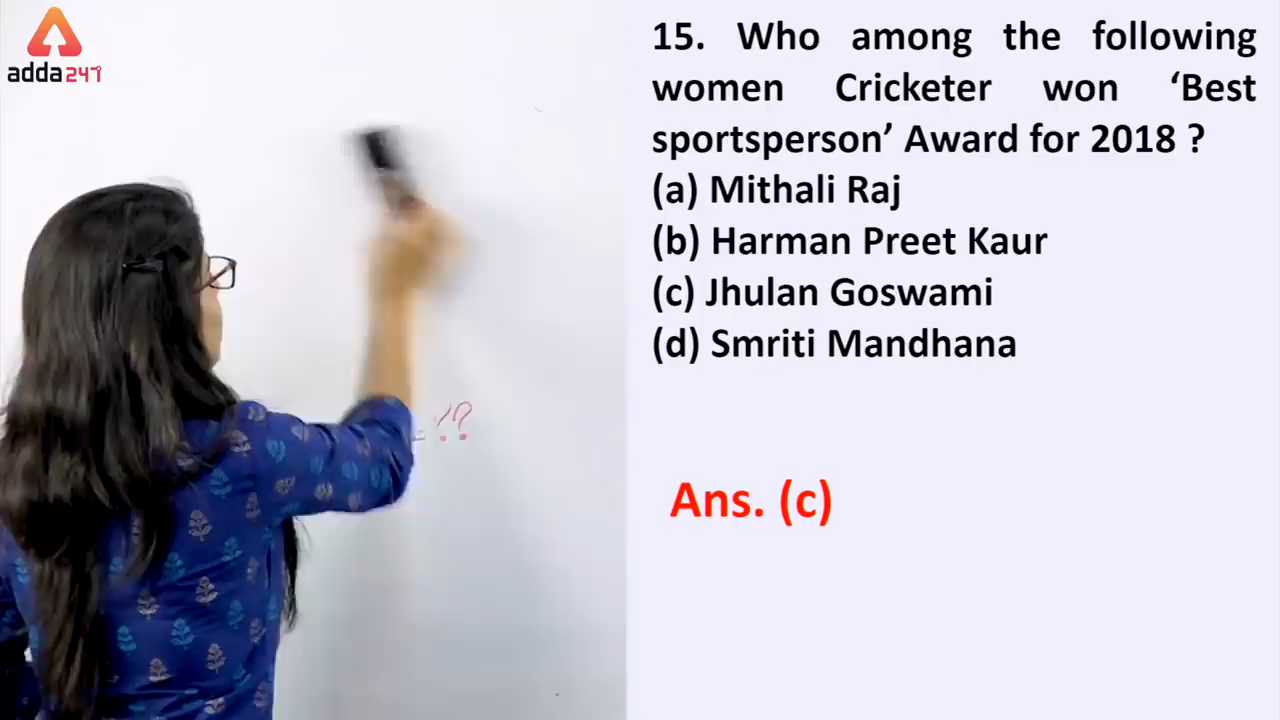 adda247
15. Who among the following
women Cricketer won ‘Best
sportsperson’ Award for 2018 ?
(a) Mithali Raj
(b) Harman Preet Kaur
(c) Jhulan Goswami
(d) Smriti Mandhana
= ??
Ans. (c)